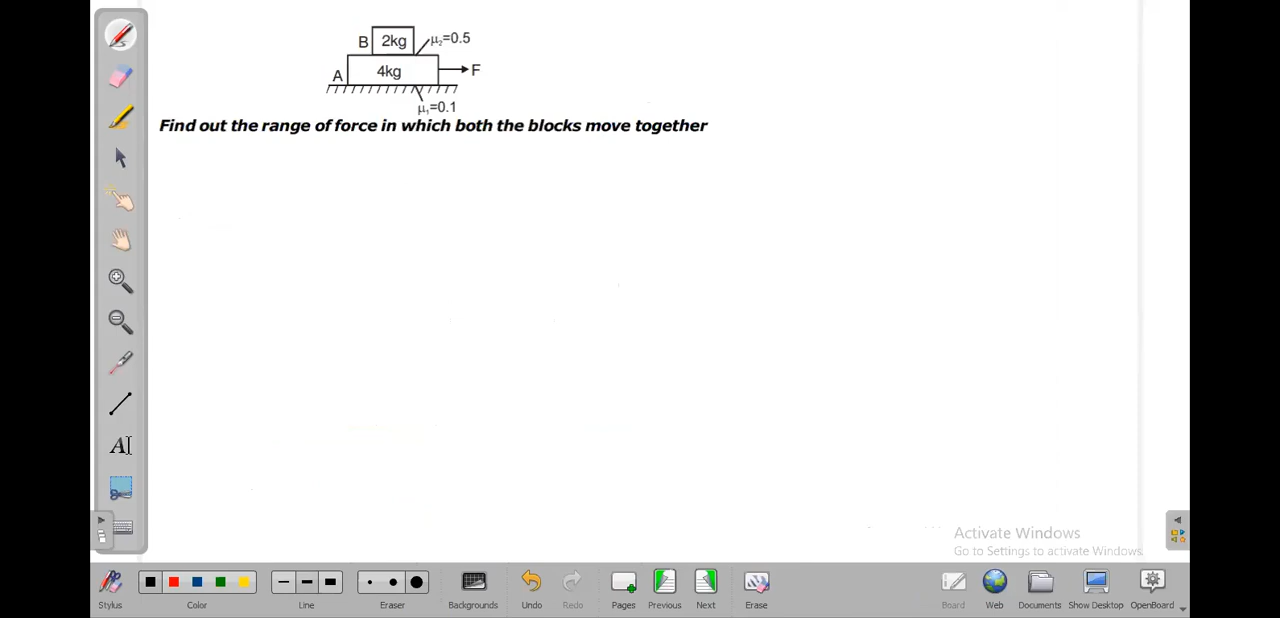 B 2kg μ₂=0.5
A 4kg F
μ₁=0.1
Find out the range of force in which both the blocks move together
A
Activate Windows
Go to Settings to activate Windows.
Stylus Color Line Eraser Backgrounds Undo Redo Pages Previous Next Erase Board Web Documents Show Desktop OpenBoard